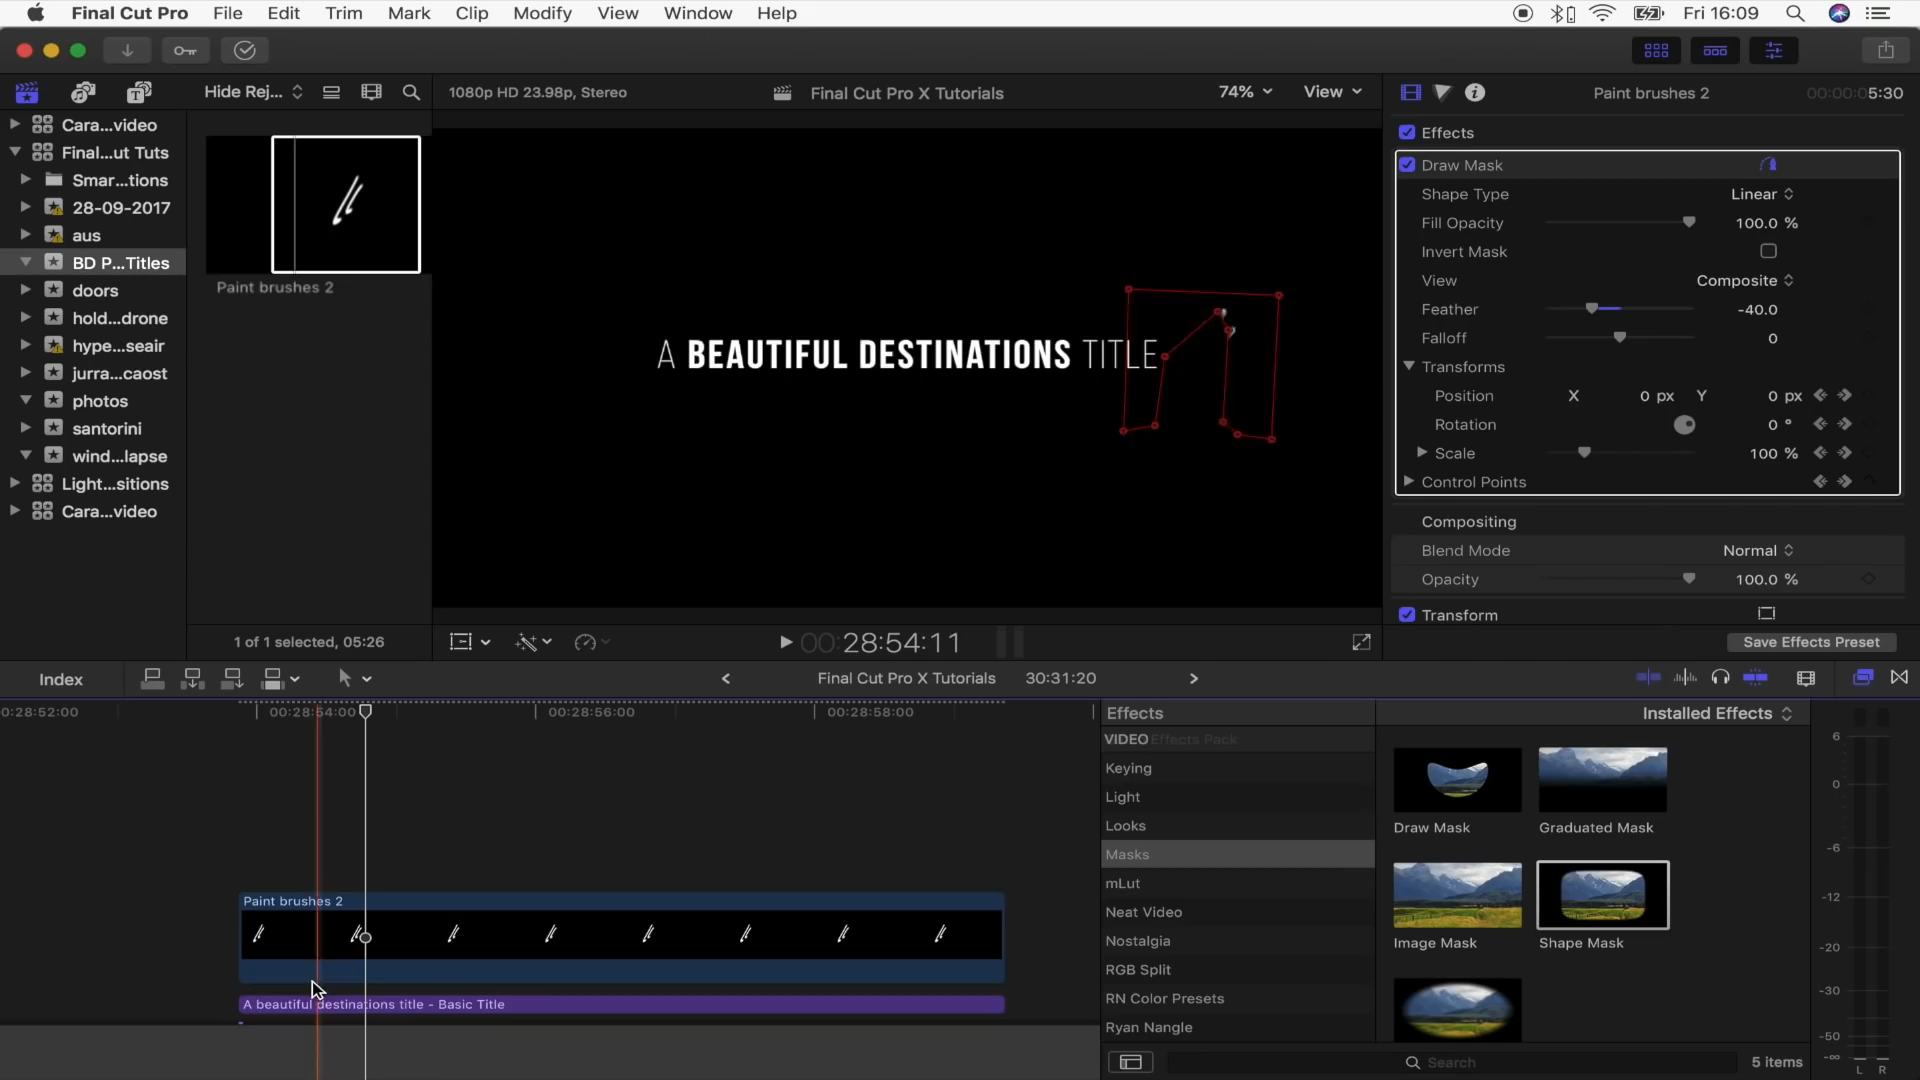 Final Cut Pro File Edit Trim Mark Clip Modify View Window Help Fri 16:09
Hide Rej... 1080p HD 23.98p, Stereo Final Cut Pro X Tutorials 74% View Paint brushes 2 00:00:05:30
Cara...video
Final...ut Tuts
Smar...tions
28-09-2017
aus
BD P...Titles
doors
hold...drone
hype...seair
jurra...caost
photos
santorini
wind...lapse
Light...sitions
Cara...video
Paint brushes 2
1 of 1 selected, 05:26
A BEAUTIFUL DESTINATIONS TITLE
00:28:54:11
Effects
Draw Mask
Shape Type Linear
Fill Opacity 100.0 %
Invert Mask
View Composite
Feather -40.0
Falloff 0
Transforms
Position X 0 px Y 0 px
Rotation 0 °
Scale 100 %
Control Points
Compositing
Blend Mode Normal
Opacity 100.0 %
Transform
Save Effects Preset
Index Final Cut Pro X Tutorials 30:31:20
0:28:52:00 00:28:54:00 00:28:56:00 00:28:58:00
Paint brushes 2
A beautiful destinations title - Basic Title
Effects Installed Effects
VIDEO Effects Pack
Keying
Light
Looks
Masks
mLut
Neat Video
Nostalgia
RGB Split
RN Color Presets
Ryan Nangle
Draw Mask
Graduated Mask
Image Mask
Shape Mask
Search
5 items
6
0
-6
-12
-20
-30
-50
-∞
L R